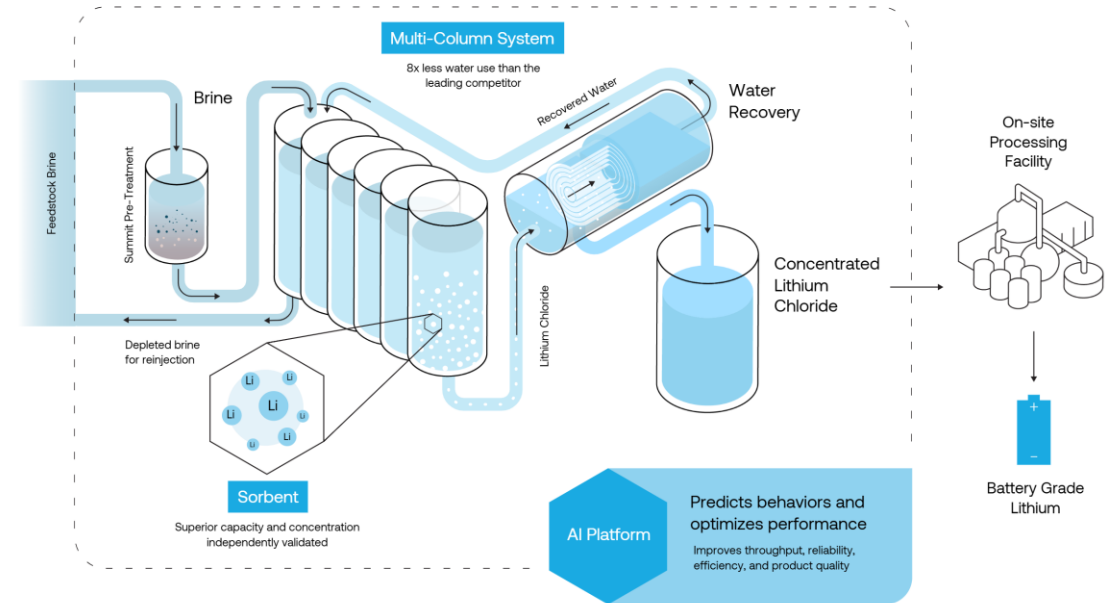 Multi-Column System
8x less water use than the
leading competitor
Brine
Recovered Water
Water
Recovery
Feedstock Brine
Summit Pre-Treatment
Depleted brine
for reinjection
Lithium Chloride
Concentrated
Lithium
Chloride
On-site
Processing
Facility
Li
Li
Li
Li
Li
Li
Li
Sorbent
Superior capacity and concentration
independently validated
AI Platform
Predicts behaviors and
optimizes performance
Improves throughput, reliability,
efficiency, and product quality
+
−
Battery Grade
Lithium